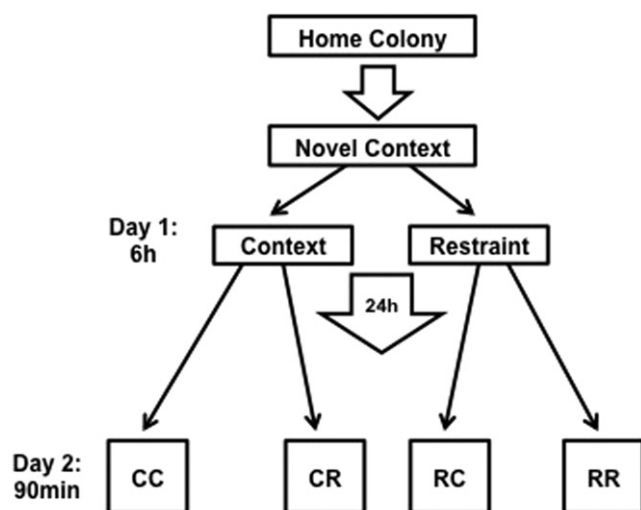 Home Colony
Novel Context
Day 1:
6h
Context
Restraint
24h
Day 2:
90min
CC
CR
RC
RR